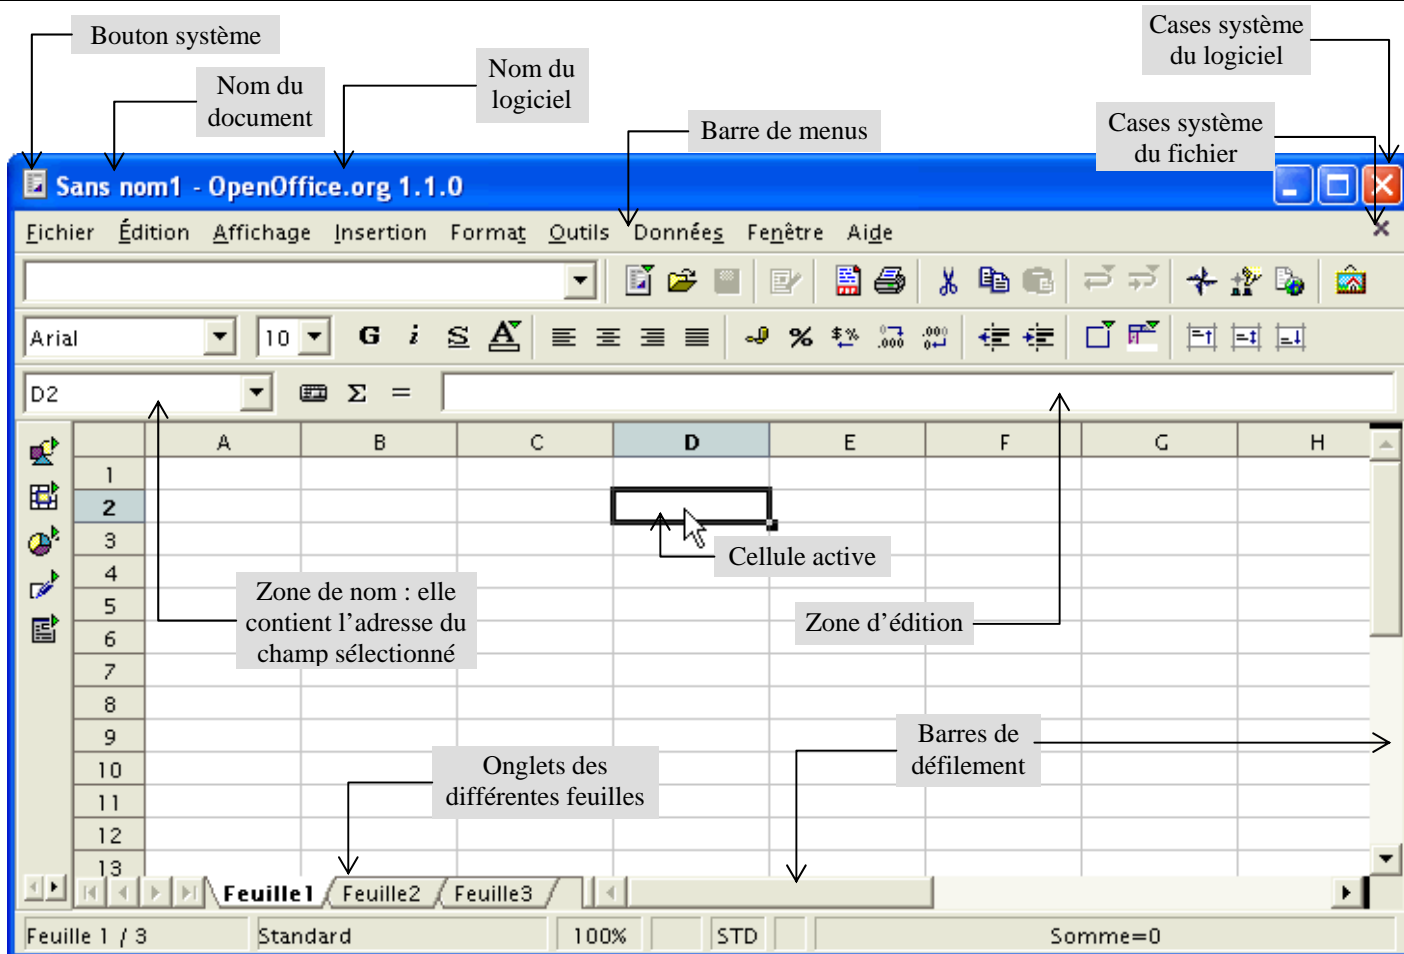 Bouton système
Cases système
du logiciel
Nom du
document
Nom du
logiciel
Barre de menus
Cases système
du fichier
Sans nom1 - OpenOffice.org 1.1.0
Fichier Édition Affichage Insertion Format Outils Données Fenêtre Aide
Arial 10 G i S A % $% .000 .000
D2 Σ =
A B C D E F G H
1
2
3
Cellule active
4
5
6
Zone de nom : elle
contient l’adresse du
champ sélectionné
Zone d’édition
7
8
9
10
11
12
13
Onglets des
différentes feuilles
Barres de
défilement
Feuille1 Feuille2 Feuille3
Feuille 1 / 3 Standard 100% STD Somme=0